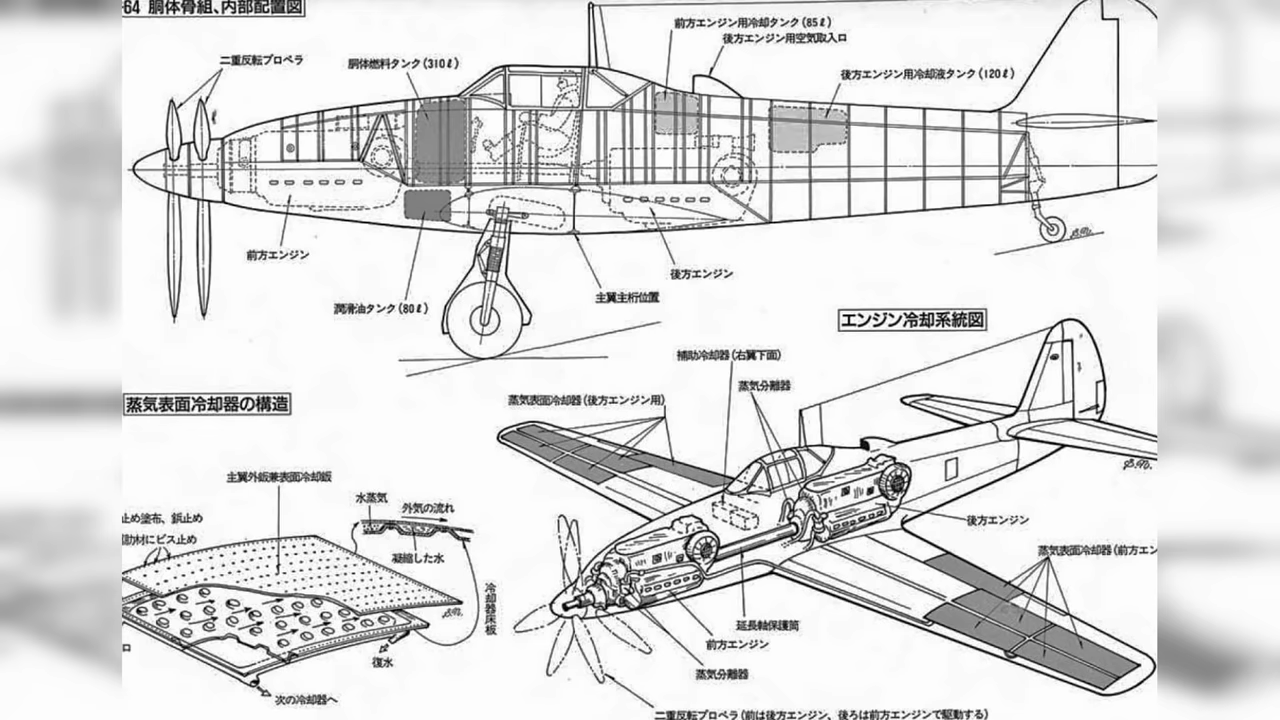 64 胴体骨組、内部配置図
前方エンジン用冷却タンク(85ℓ)
後方エンジン用空気取入口
二重反転プロペラ
胴体燃料タンク(310ℓ)
後方エンジン用冷却液タンク(120ℓ)
前方エンジン
後方エンジン
潤滑油タンク(80ℓ)
主翼主桁位置
エンジン冷却系統図
補助冷却器(右翼下面)
蒸気分離器
蒸気表面冷却器の構造
蒸気表面冷却器(後方エンジン用)
主翼外鈑兼表面冷却鈑
水蒸気
外気の流れ
止め塗布、鋲止め
助材にビス止め
凝縮した水
後方エンジン
蒸気表面冷却器(前方エン
冷却器床板
延長軸保護筒
前方エンジン
復水
蒸気分離器
次の冷却器へ
二重反転プロペラ(前は後方エンジン、後ろは前方エンジンで駆動する)